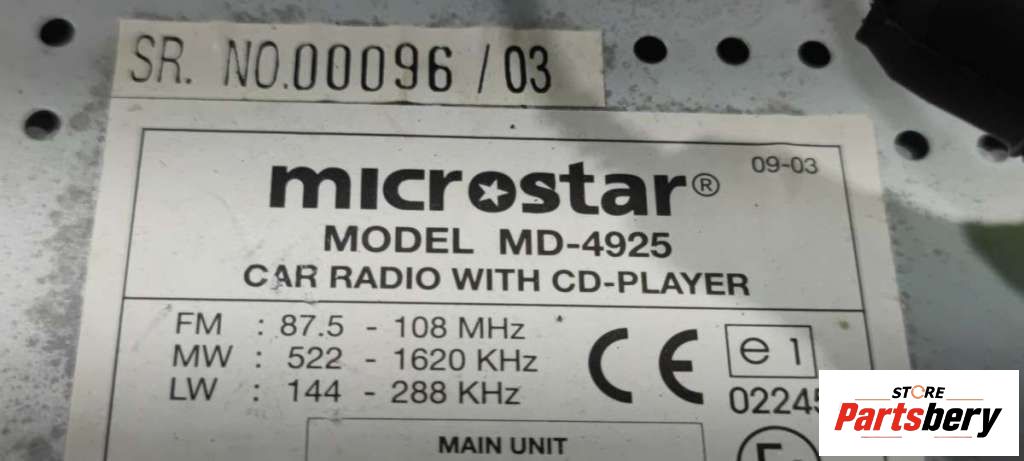 SR. NO.00096 / 03
09-03
microstar®
MODEL MD-4925
CAR RADIO WITH CD-PLAYER
FM : 87.5 - 108 MHz
MW : 522 - 1620 KHz
LW : 144 - 288 KHz
CE
e1
MAIN UNIT
STORE
Partsbery